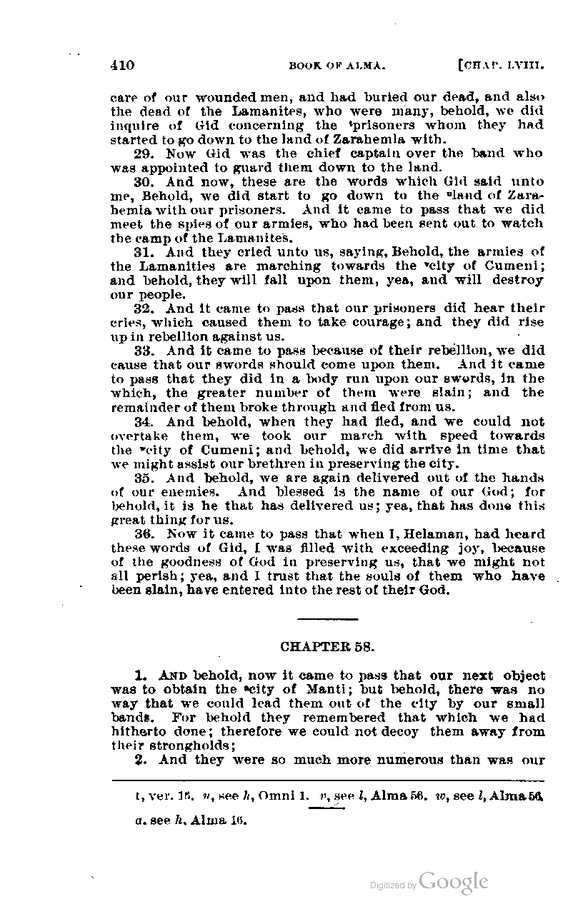 410 BOOK OF ALMA. [CHAP. LVIII.
care of our wounded men, and had buried our dead, and also
the dead of the Lamanites, who were many, behold, we did
inquire of Gid concerning the ᵗprisoners whom they had
started to go down to the land of Zarahemla with.
29. Now Gid was the chief captain over the band who
was appointed to guard them down to the land.
30. And now, these are the words which Gid said unto
me, Behold, we did start to go down to the ᵘland of Zara-
hemla with our prisoners. And it came to pass that we did
meet the spies of our armies, who had been sent out to watch
the camp of the Lamanites.
31. And they cried unto us, saying, Behold, the armies of
the Lamanities are marching towards the ᵛcity of Cumeni;
and behold, they will fall upon them, yea, and will destroy
our people.
32. And it came to pass that our prisoners did hear their
cries, which caused them to take courage; and they did rise
up in rebellion against us.
33. And it came to pass because of their rebellion, we did
cause that our swords should come upon them. And it came
to pass that they did in a body run upon our swords, in the
which, the greater number of them were slain; and the
remainder of them broke through and fled from us.
34. And behold, when they had fled, and we could not
overtake them, we took our march with speed towards
the ʷcity of Cumeni; and behold, we did arrive in time that
we might assist our brethren in preserving the city.
35. And behold, we are again delivered out of the hands
of our enemies. And blessed is the name of our God; for
behold, it is he that has delivered us; yea, that has done this
great thing for us.
36. Now it came to pass that when I, Helaman, had heard
these words of Gid, I was filled with exceeding joy, because
of the goodness of God in preserving us, that we might not
all perish; yea, and I trust that the souls of them who have
been slain, have entered into the rest of their God.
CHAPTER 58.
1. AND behold, now it came to pass that our next object
was to obtain the ᵃcity of Manti; but behold, there was no
way that we could lead them out of the city by our small
bands. For behold they remembered that which we had
hitherto done; therefore we could not decoy them away from
their strongholds;
2. And they were so much more numerous than was our
t, ver. 15. u, see h, Omni 1. v, see l, Alma 56. w, see l, Alma 56.
a. see h, Alma 16.
Digitized by Google